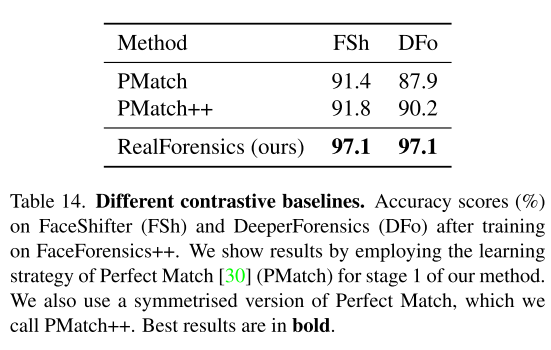 Method FSh DFo
PMatch 91.4 87.9
PMatch++ 91.8 90.2
RealForensics (ours) 97.1 97.1
Table 14. Different contrastive baselines. Accuracy scores (%)
on FaceShifter (FSh) and DeeperForensics (DFo) after training
on FaceForensics++. We show results by employing the learning
strategy of Perfect Match [30] (PMatch) for stage 1 of our method.
We also use a symmetrised version of Perfect Match, which we
call PMatch++. Best results are in bold.